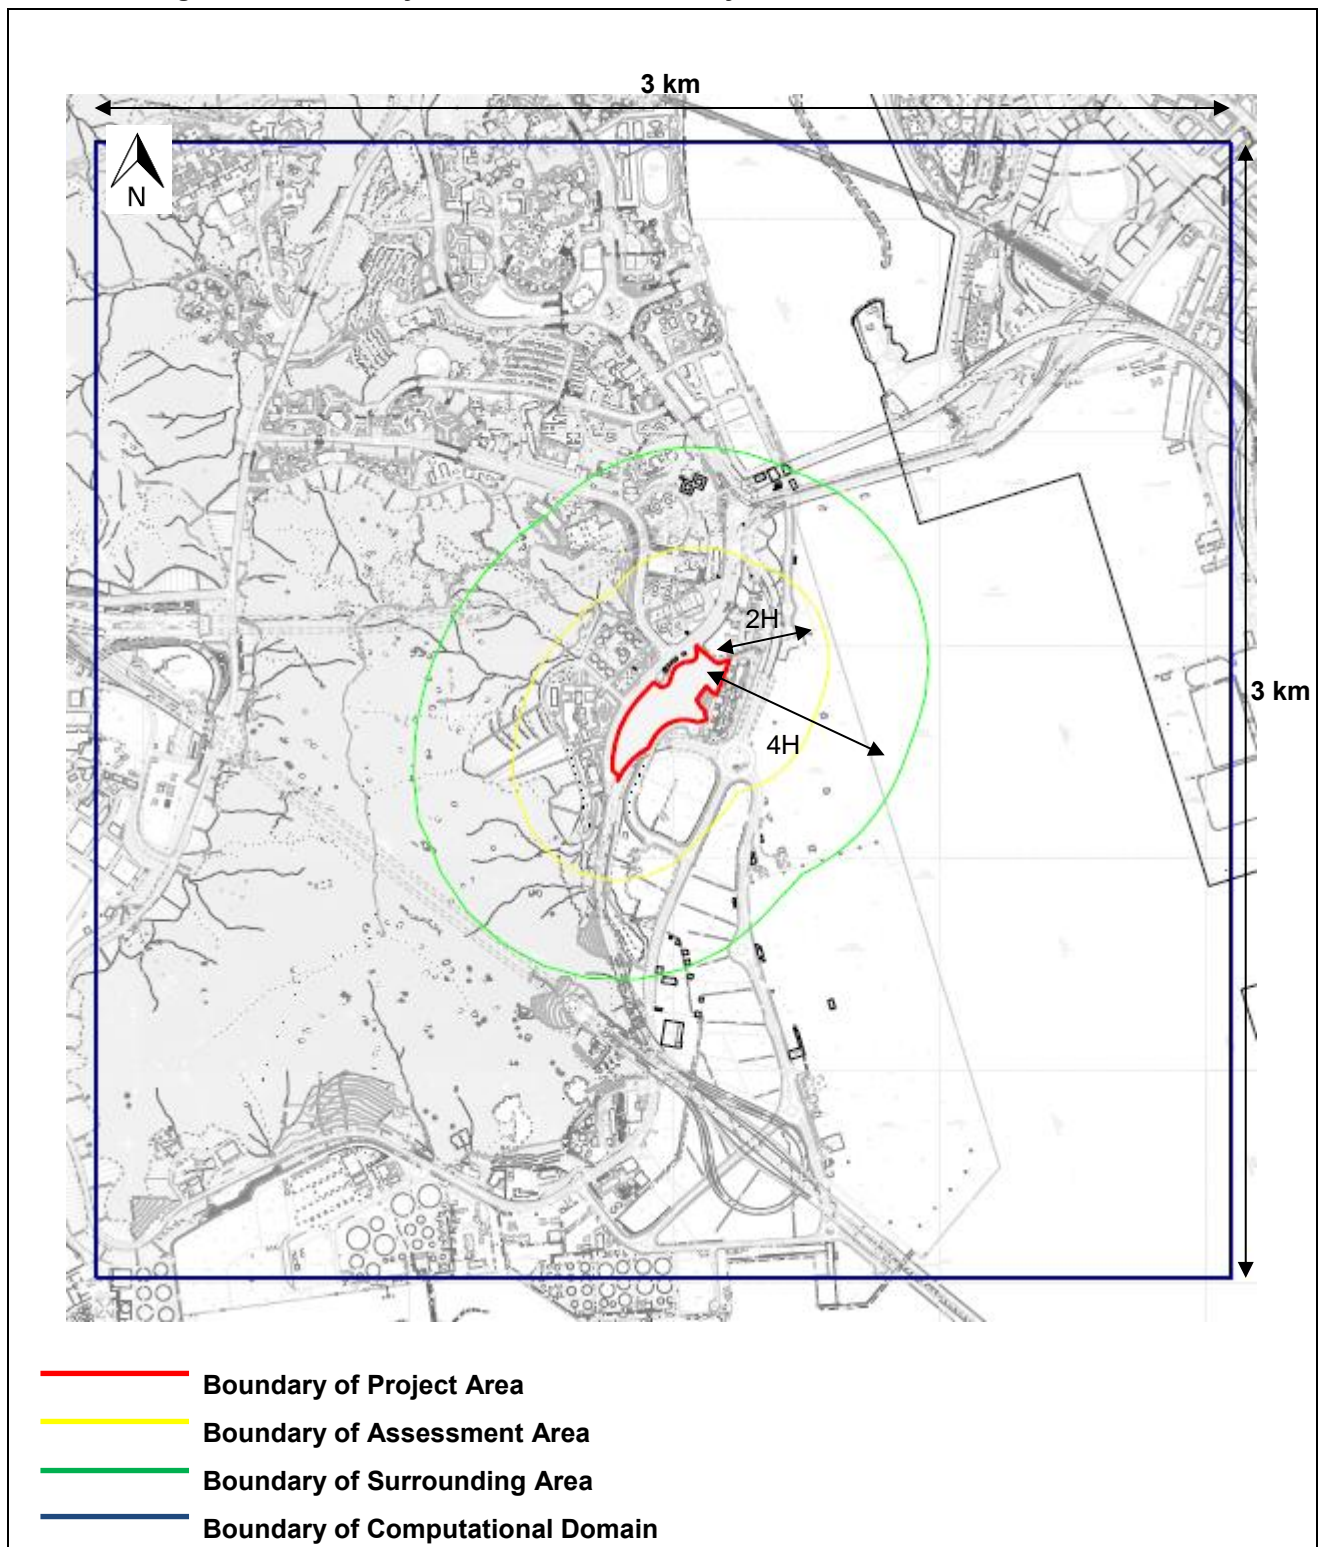 3 km
N
2H
3 km
4H
Boundary of Project Area
Boundary of Assessment Area
Boundary of Surrounding Area
Boundary of Computational Domain